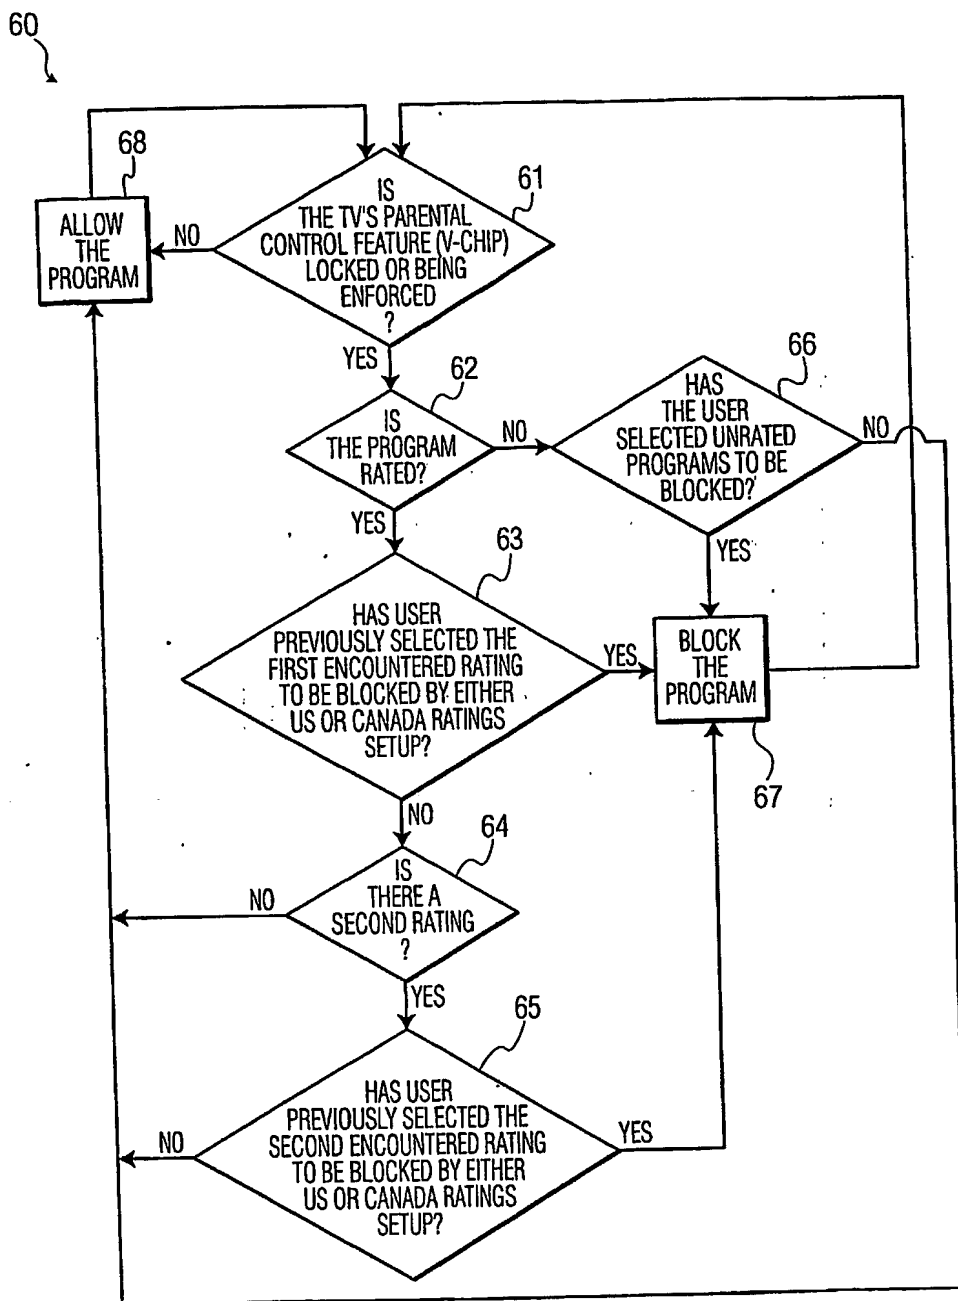 60
68
ALLOW
THE
PROGRAM
NO
61
IS
THE TV'S PARENTAL
CONTROL FEATURE (V-CHIP)
LOCKED OR BEING
ENFORCED
?
YES
62
IS
THE PROGRAM
RATED?
NO
66
HAS
THE USER
SELECTED UNRATED
PROGRAMS TO BE
BLOCKED?
NO
YES
YES
63
HAS USER
PREVIOUSLY SELECTED THE
FIRST ENCOUNTERED RATING
TO BE BLOCKED BY EITHER
US OR CANADA RATINGS
SETUP?
YES
BLOCK
THE
PROGRAM
67
NO
64
IS
THERE A
SECOND RATING
?
NO
YES
65
HAS USER
PREVIOUSLY SELECTED THE
SECOND ENCOUNTERED RATING
TO BE BLOCKED BY EITHER
US OR CANADA RATINGS
SETUP?
NO
YES